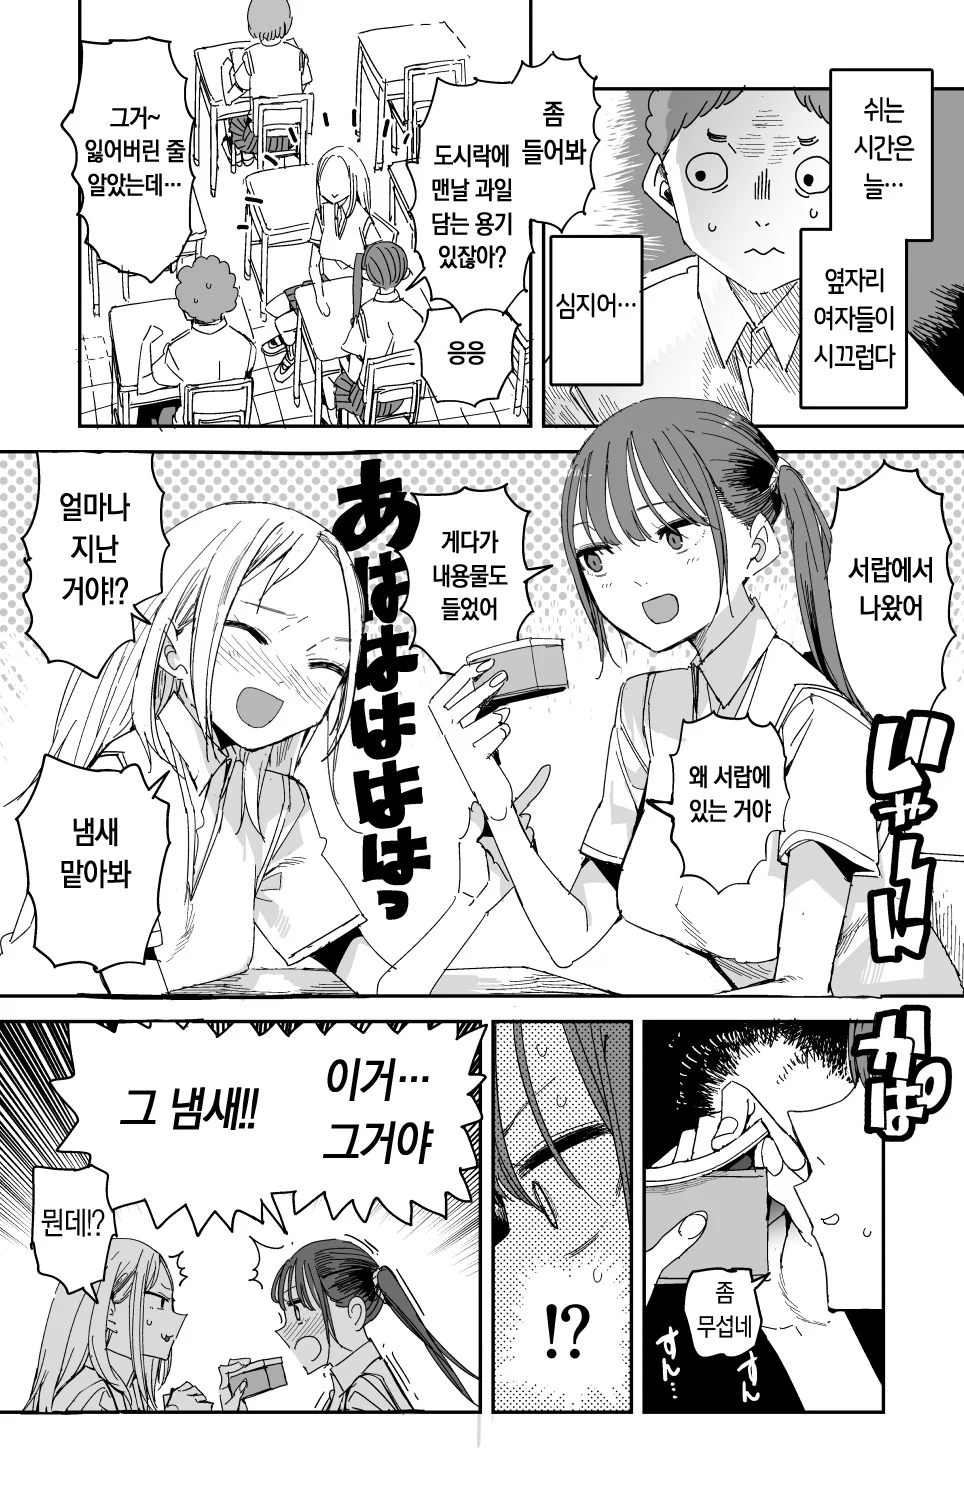 쉬는
시간은
늘…
옆자리
여자들이
시끄럽다
심지어…
좀
들어봐
도시락에
맨날 과일
담는 용기
있잖아?
응응
그거~
잃어버린 줄
알았는데…
서랍에서
나왔어
じゃーん
왜 서랍에
있는 거야
게다가
내용물도
들었어
あははははっ
얼마나
지난
거야!?
냄새
맡아봐
かぱっ
좀
무섭네
すん
すん…
!?
이거…
그거야
그 냄새!!
뭔데!?